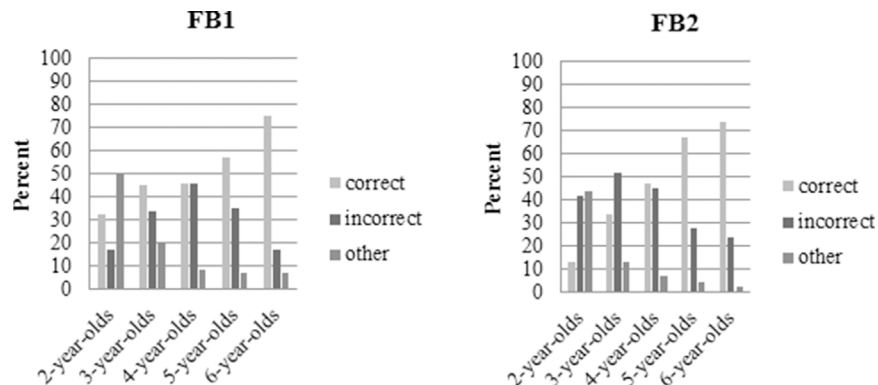 FB1
100
90
80
70
60
50
40
30
20
10
0
Percent
2-year-olds
3-year-olds
4-year-olds
5-year-olds
6-year-olds
correct
incorrect
other
FB2
100
90
80
70
60
50
40
30
20
10
0
Percent
2-year-olds
3-year-olds
4-year-olds
5-year-olds
6-year-olds
correct
incorrect
other